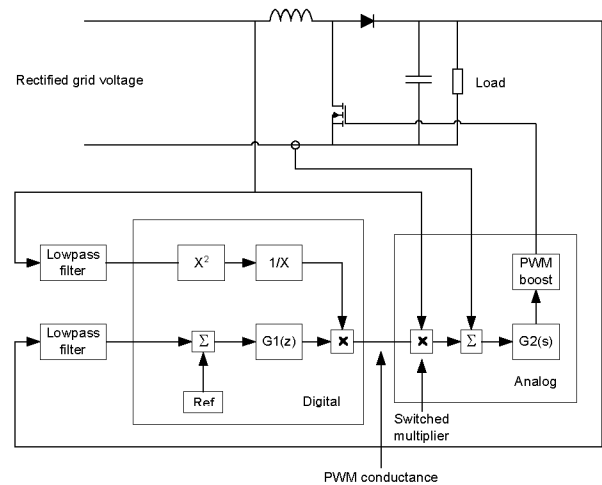 Rectified grid voltage
Load
Lowpass
filter
X²
1/X
PWM
boost
Lowpass
filter
Σ
G1(z)
×
×
Σ
G2(s)
Ref
Digital
Analog
Switched
multiplier
PWM conductance